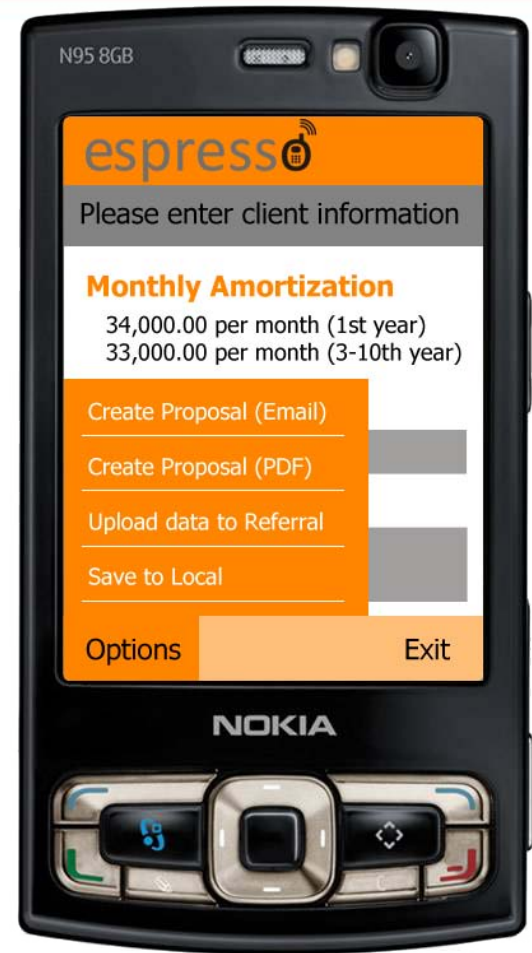 N95 8GB
espresso
Please enter client information
Monthly Amortization
34,000.00 per month (1st year)
33,000.00 per month (3-10th year)
Create Proposal (Email)
Create Proposal (PDF)
Upload data to Referral
Save to Local
Options
Exit
NOKIA